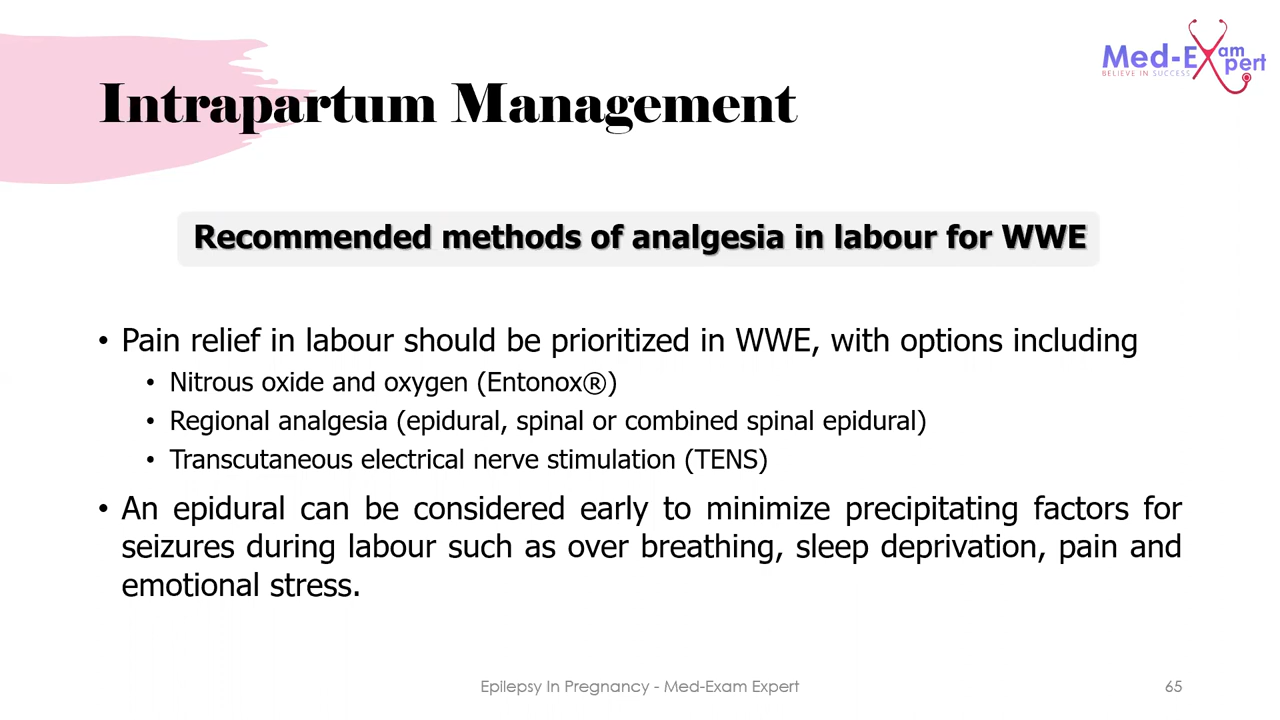 Med-Exam Expert
BELIEVE IN SUCCESS
Intrapartum Management
Recommended methods of analgesia in labour for WWE
• Pain relief in labour should be prioritized in WWE, with options including
• Nitrous oxide and oxygen (Entonox®)
• Regional analgesia (epidural, spinal or combined spinal epidural)
• Transcutaneous electrical nerve stimulation (TENS)
• An epidural can be considered early to minimize precipitating factors for
seizures during labour such as over breathing, sleep deprivation, pain and
emotional stress.
Epilepsy In Pregnancy - Med-Exam Expert
65